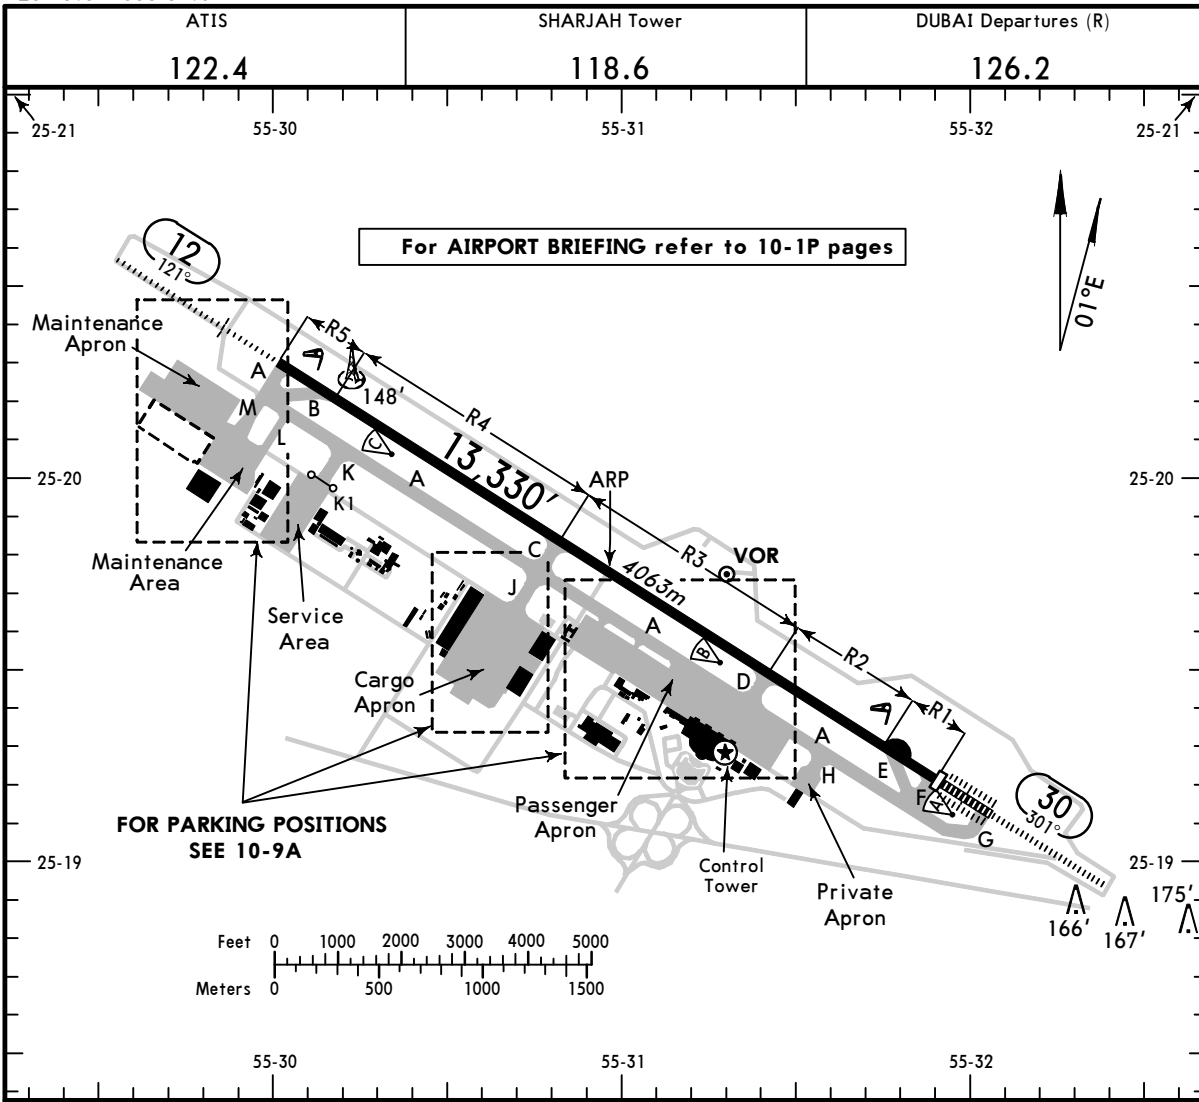 ATIS
122.4
SHARJAH Tower
118.6
DUBAI Departures (R)
126.2
25-21
55-30
55-31
55-32
25-21
12
121°
For AIRPORT BRIEFING refer to 10-1P pages
01°E
Maintenance
Apron
A
R5
148'
M
B
L
C
R4
13,330'
ARP
25-20
25-20
K
K1
A
C
R3
VOR
4063m
Maintenance
Area
J
Service
Area
H
A
B
R2
Cargo
Apron
D
R1
A
E
H
F
A
G
30
301°
Passenger
Apron
FOR PARKING POSITIONS
SEE 10-9A
25-19
25-19
Control
Tower
Private
Apron
166'
167'
175'
Feet 0 1000 2000 3000 4000 5000
Meters 0 500 1000 1500
55-30
55-31
55-32